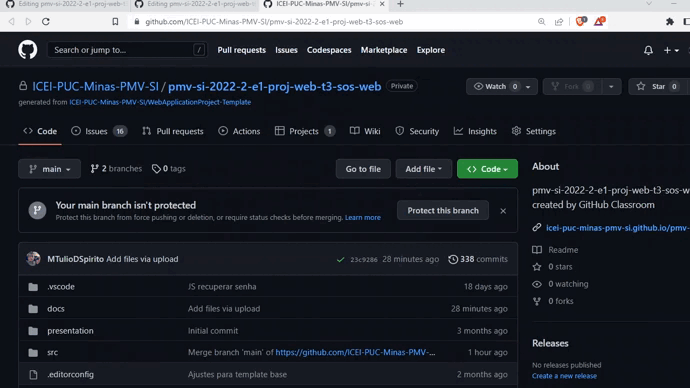 Editing pmv-si-2022-2-e1-proj-web-t
Editing pmv-si-2022-2-e1-proj-web-t
ICEI-PUC-Minas-PMV-SI/pmv-si-
github.com/ICEI-PUC-Minas-PMV-SI/pmv-si-2022-2-e1-proj-web-t3-sos-web
Search or jump to...
/
Pull requests
Issues
Codespaces
Marketplace
Explore
ICEI-PUC-Minas-PMV-SI / pmv-si-2022-2-e1-proj-web-t3-sos-web
Private
Watch 0
Fork
Star 0
generated from ICEI-PUC-Minas-PMV-SI/WebApplicationProject-Template
Code
Issues 16
Pull requests
Actions
Projects 1
Wiki
Security
Insights
Settings
main
2 branches
0 tags
Go to file
Add file
Code
Your main branch isn't protected
Protect this branch from force pushing or deletion, or require status checks before merging. Learn more
Protect this branch
MTulioDSpirito Add files via upload
23c9286 28 minutes ago
338 commits
.vscode
JS recuperar senha
18 days ago
docs
Add files via upload
28 minutes ago
presentation
Initial commit
3 months ago
src
Merge branch 'main' of https://github.com/ICEI-PUC-Minas-PMV-...
1 hour ago
.editorconfig
Ajustes para template base
2 months ago
About
pmv-si-2022-2-e1-proj-web-t3-sos-w
created by GitHub Classroom
icei-puc-minas-pmv-si.github.io/pmv-
Readme
0 stars
0 watching
0 forks
Releases
No releases published
Create a new release